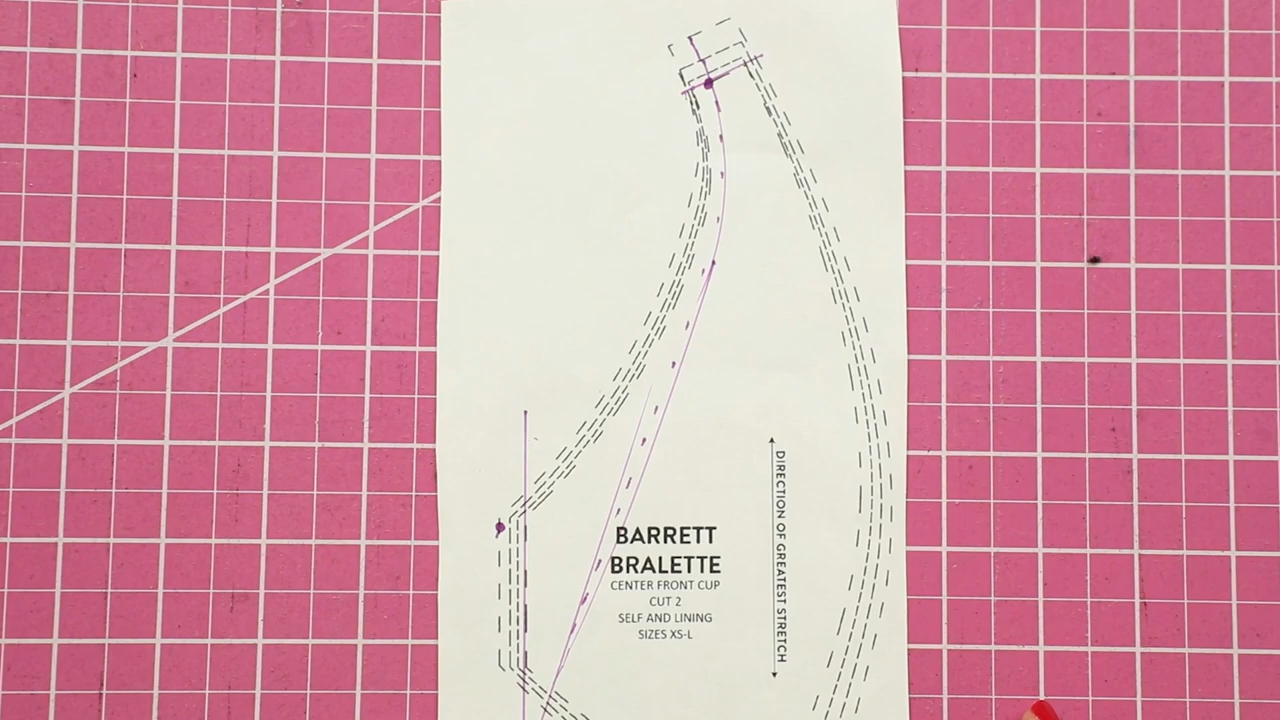 BARRETT
BRALETTE
CENTER FRONT CUP
CUT 2
SELF AND LINING
SIZES XS-L
DIRECTION OF GREATEST STRETCH